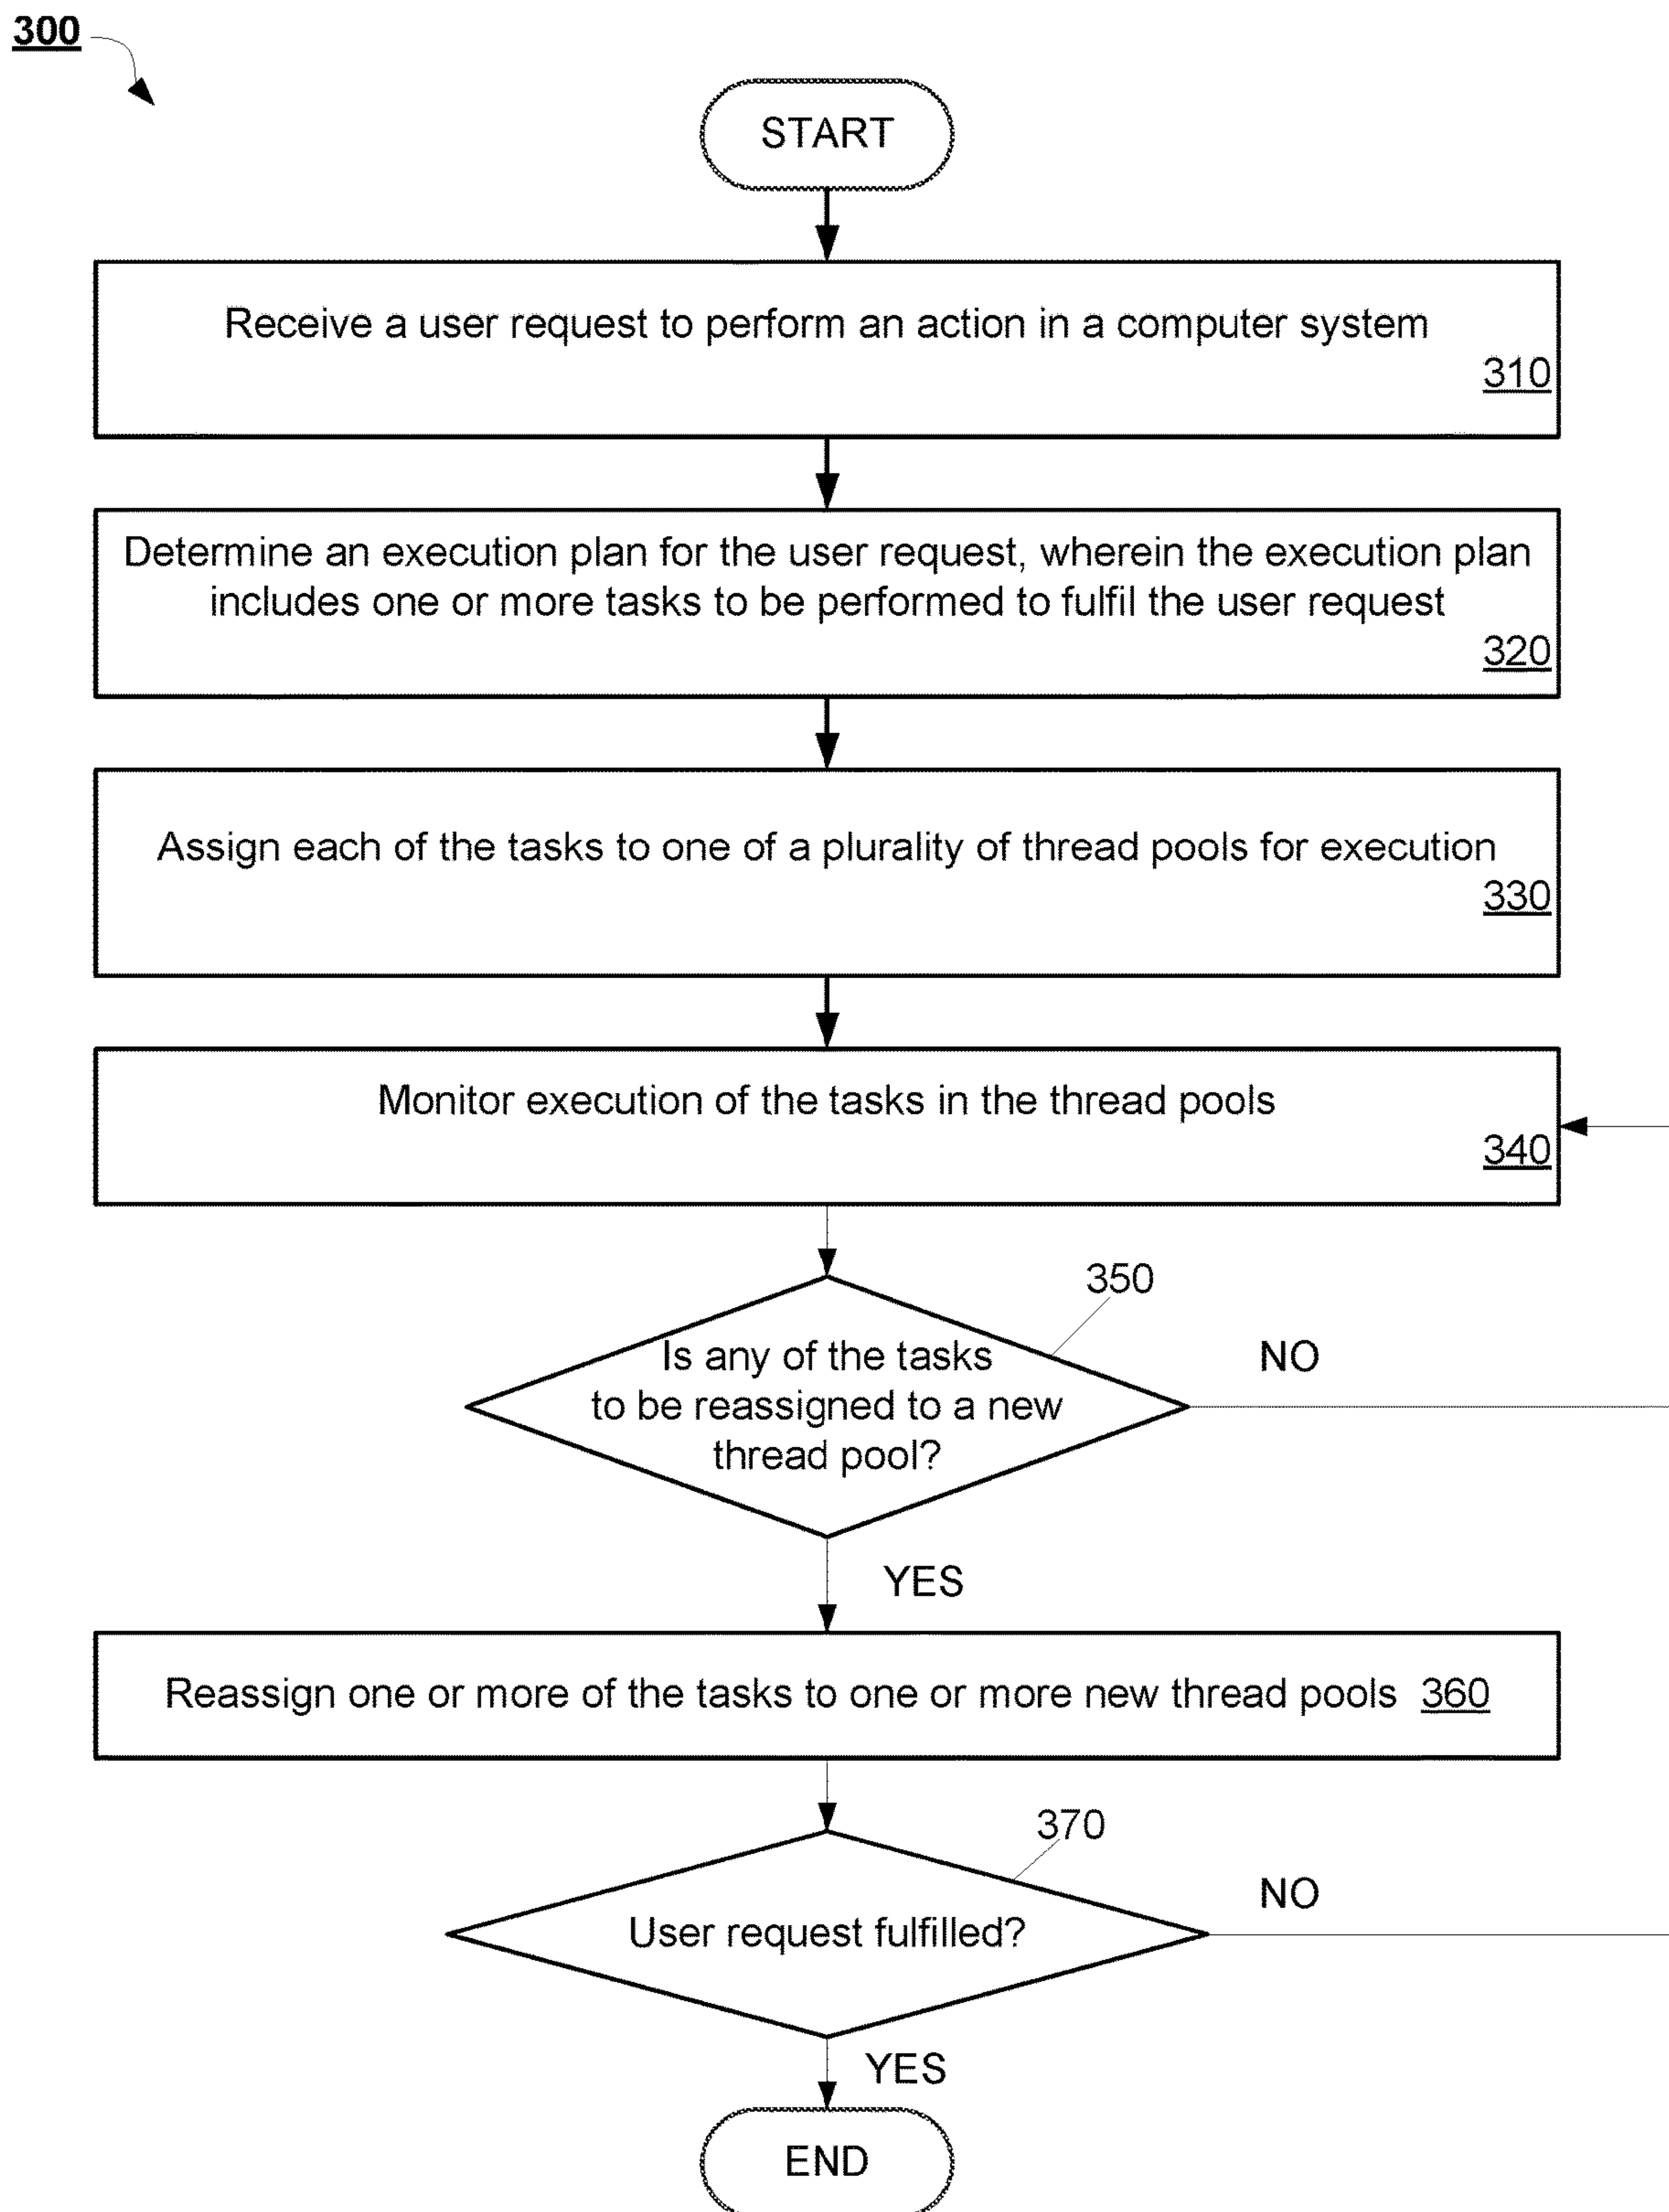 300
START
Receive a user request to perform an action in a computer system
310
Determine an execution plan for the user request, wherein the execution plan
includes one or more tasks to be performed to fulfil the user request
320
Assign each of the tasks to one of a plurality of thread pools for execution
330
Monitor execution of the tasks in the thread pools
340
350
Is any of the tasks
to be reassigned to a new
thread pool?
NO
YES
Reassign one or more of the tasks to one or more new thread pools 360
370
User request fulfilled?
NO
YES
END